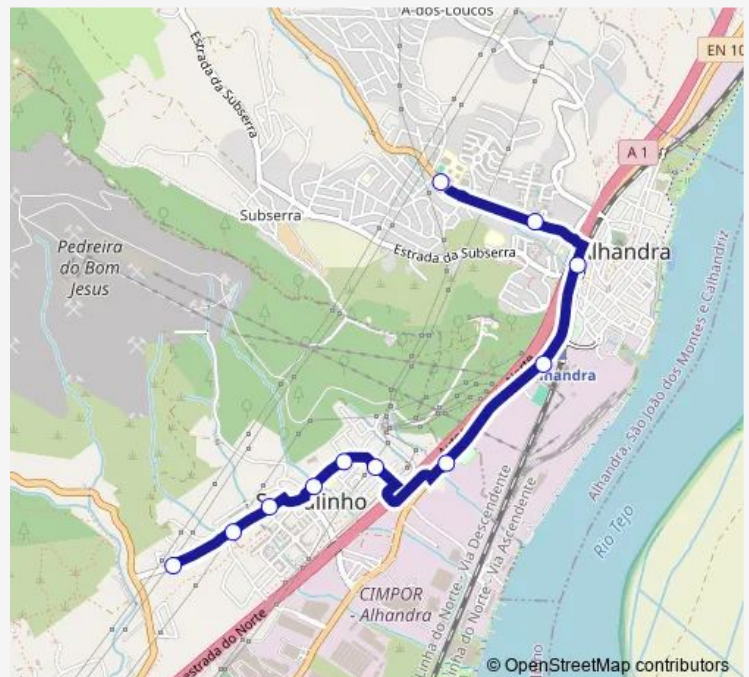 A-dos-Loucos
EN 10
Estrada da Subserra
A 1
Subserra
Estrada da Subserra
Alhandra
Pedreira
do Bom
Jesus
Norte
Alhandra, São João dos Montes e Calhandriz
Rio Tejo
Linha do Norte - Via Descendente
Linha do Norte - Via Ascendente
CIMPOR
- Alhandra
estrada do Norte
© OpenStreetMap contributors